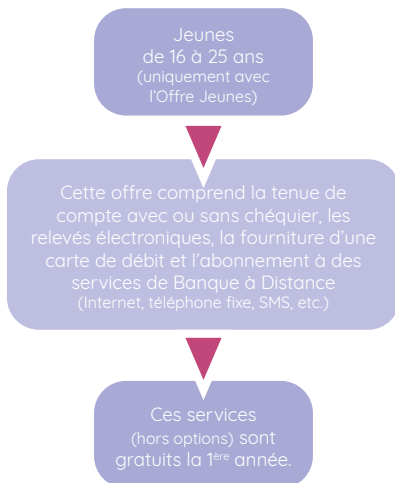 Jeunes
de 16 à 25 ans
(uniquement avec
l'Offre Jeunes)
Cette offre comprend la tenue de
compte avec ou sans chéquier, les
relevés électroniques, la fourniture d'une
carte de débit et l'abonnement à des
services de Banque à Distance
(Internet, téléphone fixe, SMS, etc.)
Ces services
(hors options) sont
gratuits la 1ère année.